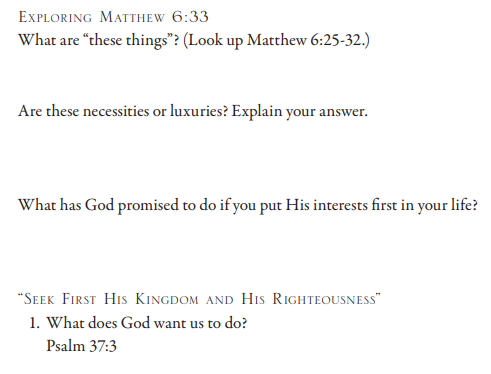 Exploring Matthew 6:33
What are “these things”? (Look up Matthew 6:25-32.)
Are these necessities or luxuries? Explain your answer.
What has God promised to do if you put His interests first in your life?
“Seek First His Kingdom and His Righteousness”
1. What does God want us to do?
Psalm 37:3